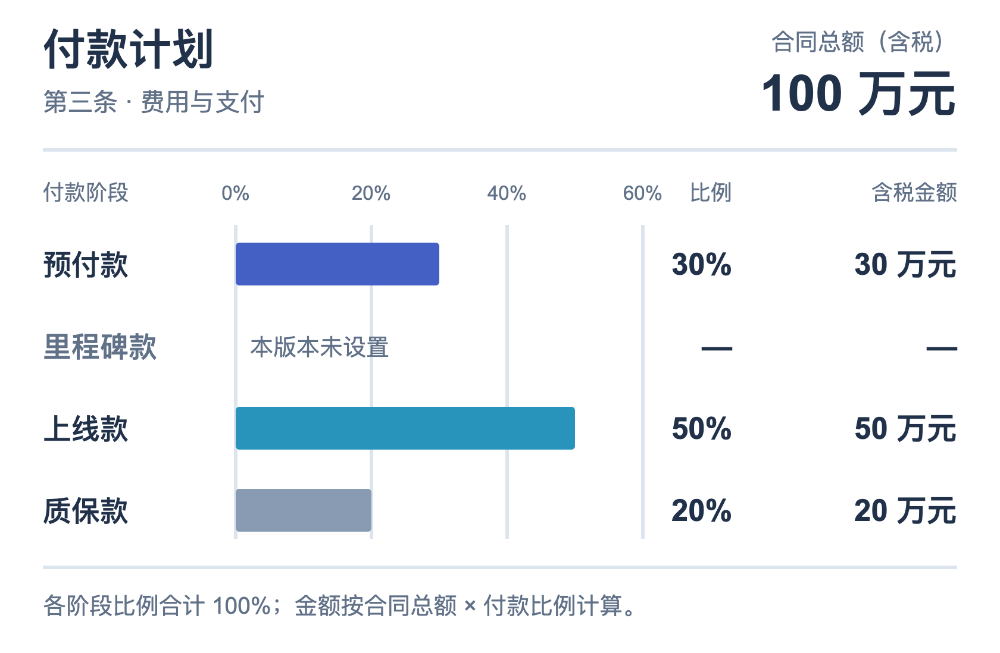 付款计划
第三条 · 费用与支付
合同总额（含税）
100 万元
付款阶段 0% 20% 40% 60% 比例 含税金额
预付款 30% 30 万元
里程碑款 本版本未设置 — —
上线款 50% 50 万元
质保款 20% 20 万元
各阶段比例合计 100%；金额按合同总额 × 付款比例计算。